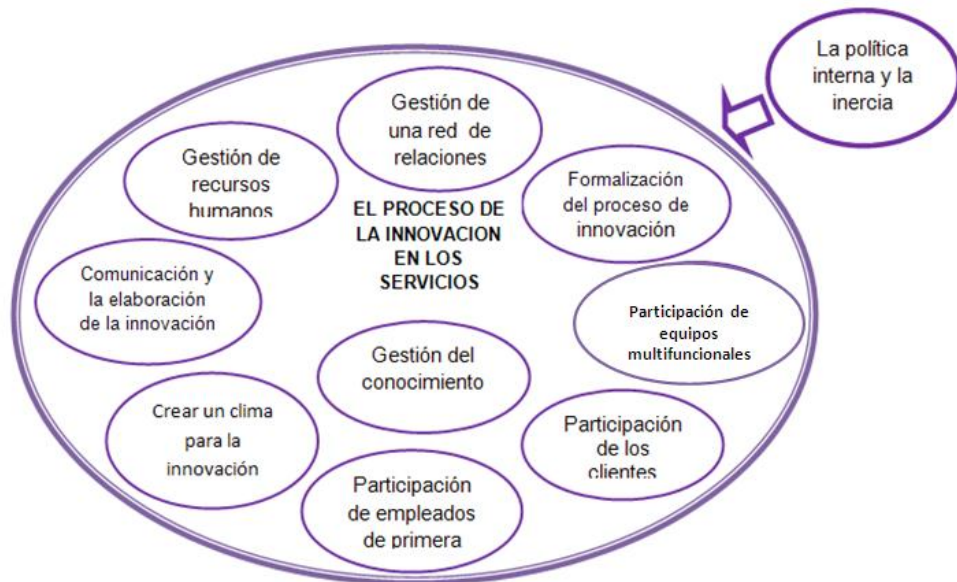 La política
interna y la
inercia
Gestión de
una red de
relaciones
Gestión de
recursos
humanos
Formalización
del proceso de
innovación
EL PROCESO DE
LA INNOVACION
EN LOS
SERVICIOS
Comunicación y
la elaboración
de la innovación
Participación de
equipos
multifuncionales
Gestión del
conocimiento
Crear un clima
para la
innovación
Participación
de los
clientes
Participación
de empleados
de primera